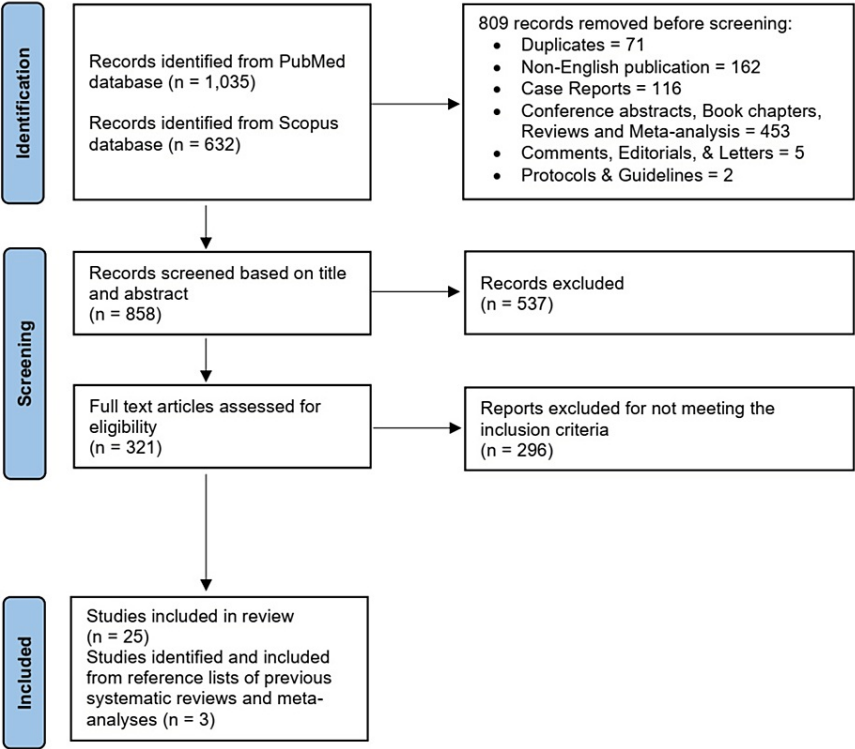 Identification
Records identified from PubMed
database (n = 1,035)
Records identified from Scopus
database (n = 632)
809 records removed before screening:
• Duplicates = 71
• Non-English publication = 162
• Case Reports = 116
• Conference abstracts, Book chapters,
Reviews and Meta-analysis = 453
• Comments, Editorials, & Letters = 5
• Protocols & Guidelines = 2
Screening
Records screened based on title
and abstract
(n = 858)
Records excluded
(n = 537)
Full text articles assessed for
eligibility
(n = 321)
Reports excluded for not meeting the
inclusion criteria
(n = 296)
Included
Studies included in review
(n = 25)
Studies identified and included
from reference lists of previous
systematic reviews and meta-
analyses (n = 3)